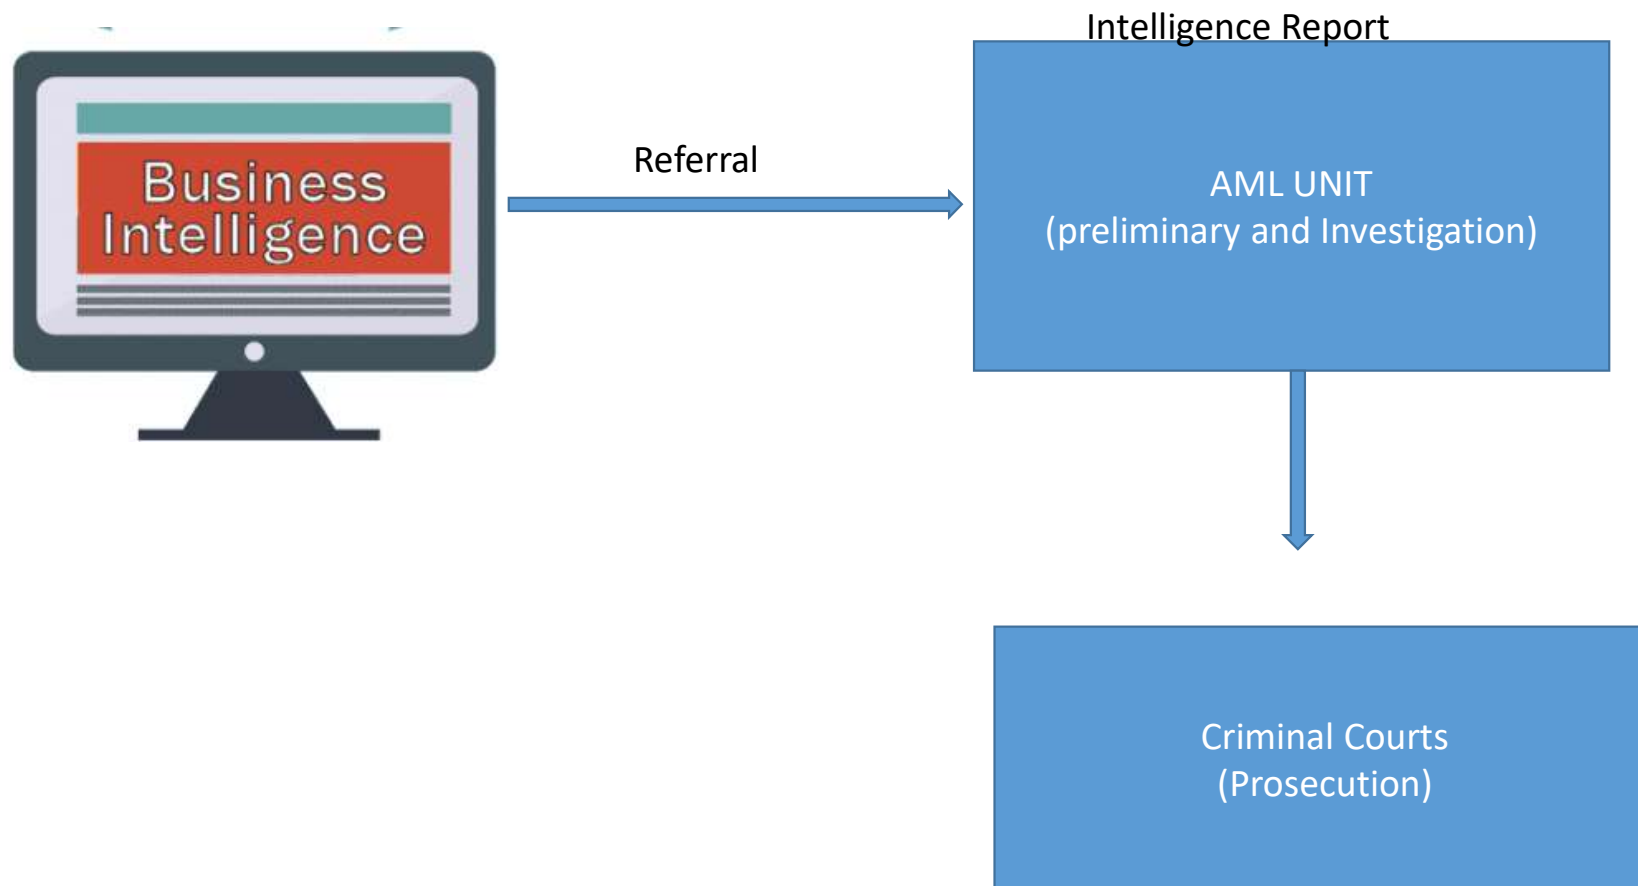 Intelligence Report
Business
Intelligence
Referral
AML UNIT
(preliminary and Investigation)
Criminal Courts
(Prosecution)